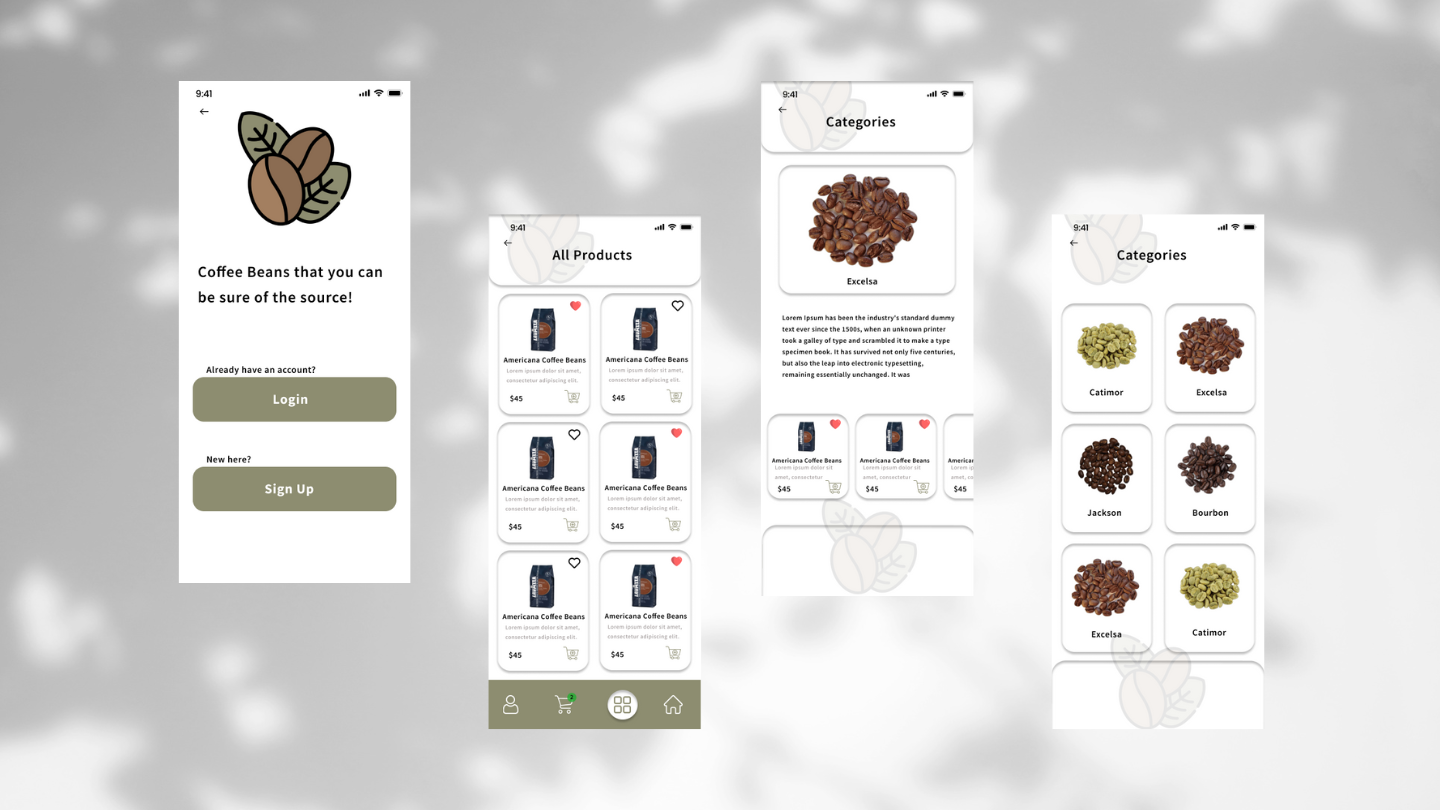 9:41
Coffee Beans that you can
be sure of the source!
Already have an account?
Login
New here?
Sign Up
9:41
All Products
Americana Coffee Beans
Lorem ipsum dolor sit amet,
consectetur adipiscing elit.
$45
Americana Coffee Beans
Lorem ipsum dolor sit amet,
consectetur adipiscing elit.
$45
Americana Coffee Beans
Lorem ipsum dolor sit amet,
consectetur adipiscing elit.
$45
Americana Coffee Beans
Lorem ipsum dolor sit amet,
consectetur adipiscing elit.
$45
Americana Coffee Beans
Lorem ipsum dolor sit amet,
consectetur adipiscing elit.
$45
Americana Coffee Beans
Lorem ipsum dolor sit amet,
consectetur adipiscing elit.
$45
2
9:41
Categories
Excelsa
Lorem Ipsum has been the industry's standard dummy
text ever since the 1500s, when an unknown printer
took a galley of type and scrambled it to make a type
specimen book. It has survived not only five centuries,
but also the leap into electronic typesetting,
remaining essentially unchanged. It was
Americana Coffee Beans
Lorem ipsum dolor sit
amet, consectetur
$45
Americana Coffee Beans
Lorem ipsum dolor sit
amet, consectetur
$45
America
Lorem ip
amet, co
$45
9:41
Categories
Catimor
Excelsa
Jackson
Bourbon
Excelsa
Catimor